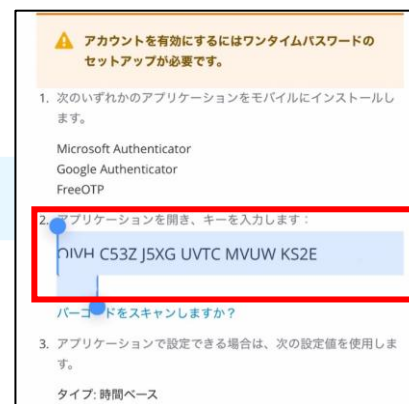 アカウントを有効にするにはワンタイムパスワードの
セットアップが必要です。
1. 次のいずれかのアプリケーションをモバイルにインストールし
ます。
Microsoft Authenticator
Google Authenticator
FreeOTP
2. アプリケーションを開き、キーを入力します：
OIVH C53Z J5XG UVTC MVUW KS2E
バーコードをスキャンしますか？
3. アプリケーションで設定できる場合は、次の設定値を使用しま
す。
タイプ: 時間ベース